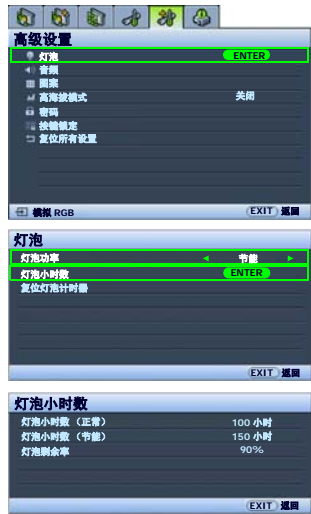 高级设置
灯泡 ENTER
音频
图案
高海拔模式 关闭
密码
按键锁定
复位所有设置
模拟 RGB EXIT 返回
灯泡
灯泡功率 节能
灯泡小时数 ENTER
复位灯泡计时器
EXIT 返回
灯泡小时数
灯泡小时数（正常） 100 小时
灯泡小时数（节能） 150 小时
灯泡剩余率 90%
EXIT 返回